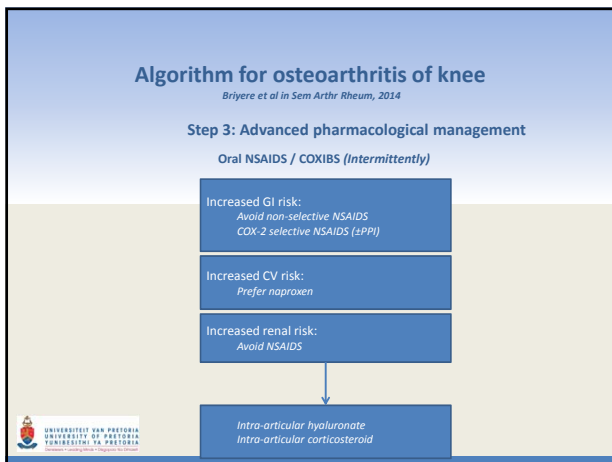 Algorithm for osteoarthritis of knee
Briyere et al in Sem Arthr Rheum, 2014
Step 3: Advanced pharmacological management
Oral NSAIDS / COXIBS (Intermittently)
Increased GI risk:
Avoid non-selective NSAIDS
COX-2 selective NSAIDS (±PPI)
Increased CV risk:
Prefer naproxen
Increased renal risk:
Avoid NSAIDS
Intra-articular hyaluronate
Intra-articular corticosteroid
UNIVERSITEIT VAN PRETORIA
UNIVERSITY OF PRETORIA
YUNIBESITHI YA PRETORIA